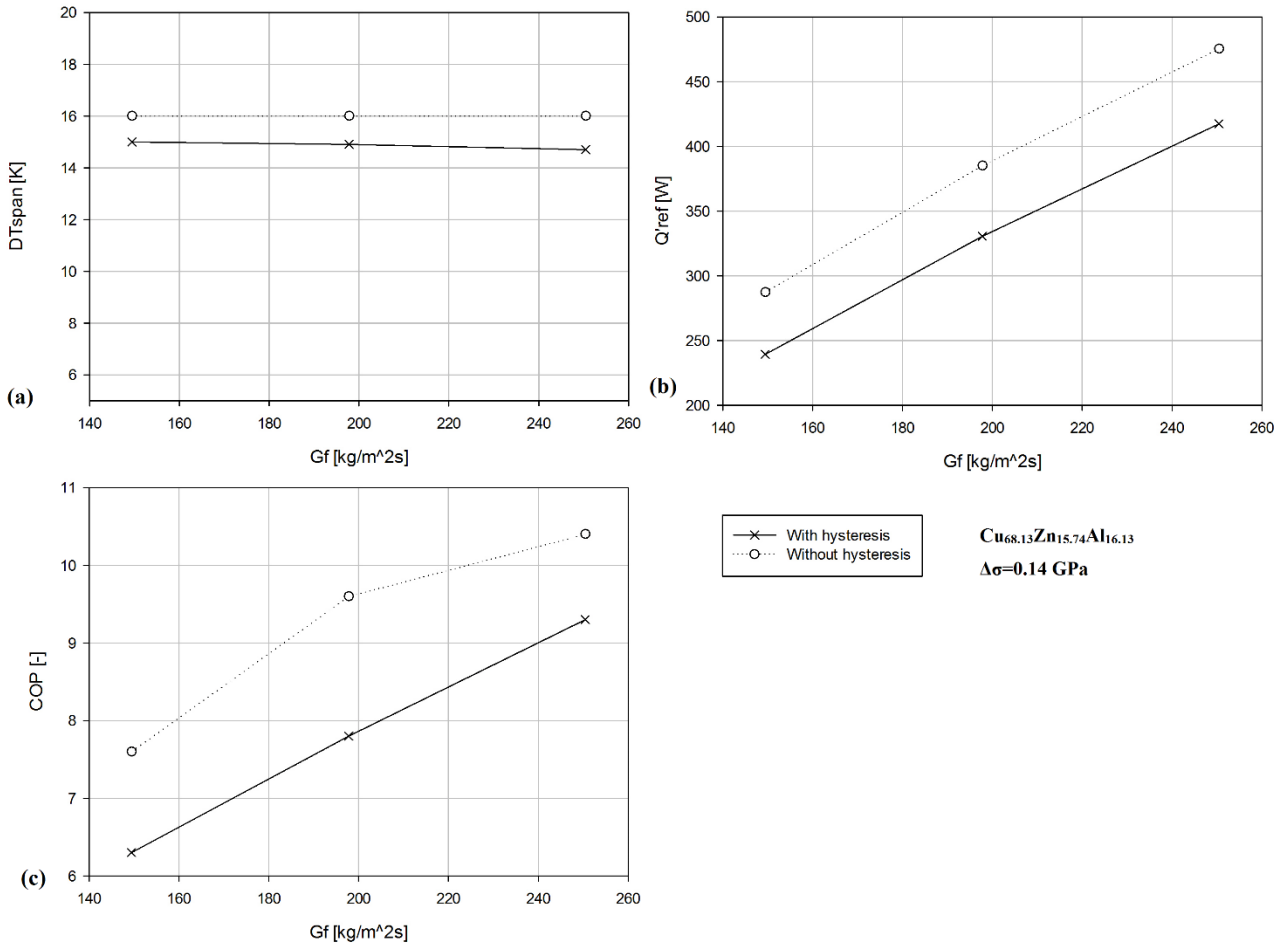 20
18
16
14
12
10
8
6
DTspan [K]
140 160 180 200 220 240 260
Gf [kg/m^2s]
(a)
500
450
400
350
300
250
200
Q'ref [W]
140 160 180 200 220 240 260
Gf [kg/m^2s]
(b)
11
10
9
8
7
6
COP [-]
140 160 180 200 220 240 260
Gf [kg/m^2s]
(c)
With hysteresis
Without hysteresis
Cu68.13Zn15.74Al16.13
Δσ=0.14 GPa